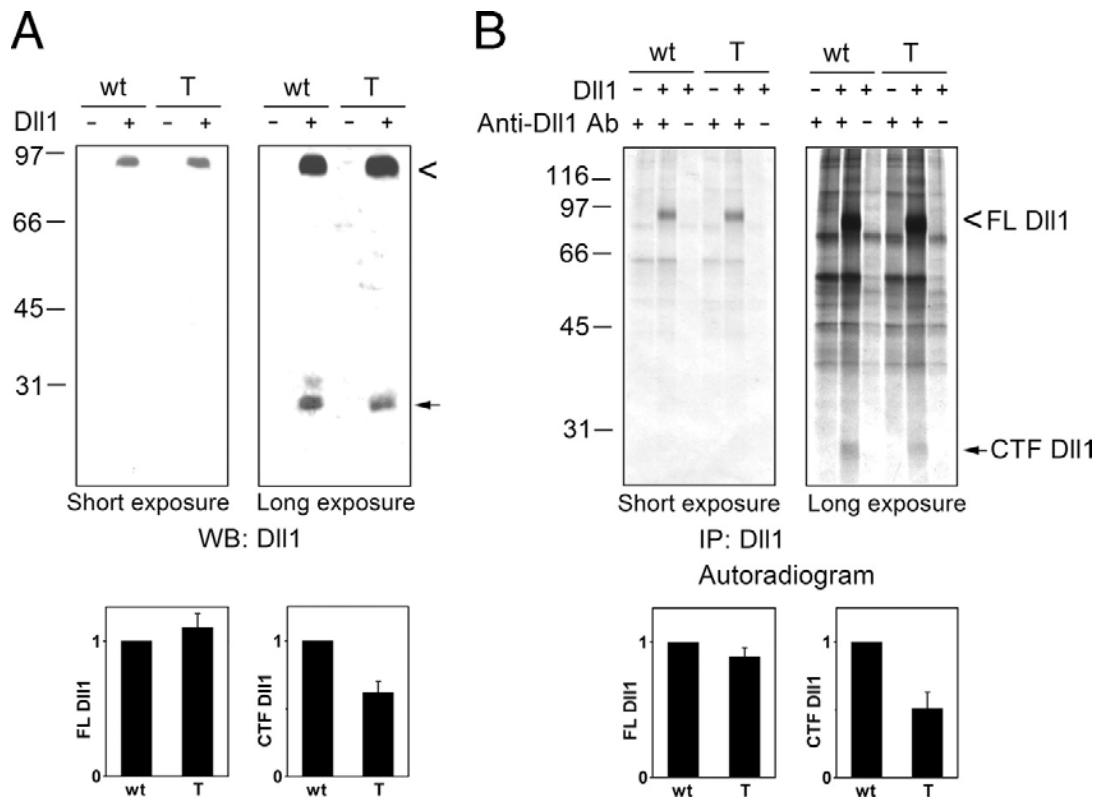 A
wt T
Dll1 - + - +
97
66
45
31
wt T
- + - +
<
Short exposure
Long exposure
WB: Dll1
FL Dll1
1
0
wt T
CTF Dll1
1
0
wt T
B
wt T
Dll1 - + + - + +
Anti-Dll1 Ab + + - + + -
116
97
66
45
31
wt T
- + + - + +
+ + - + + -
< FL Dll1
CTF Dll1
Short exposure
Long exposure
IP: Dll1
Autoradiogram
FL Dll1
1
0
wt T
CTF Dll1
1
0
wt T